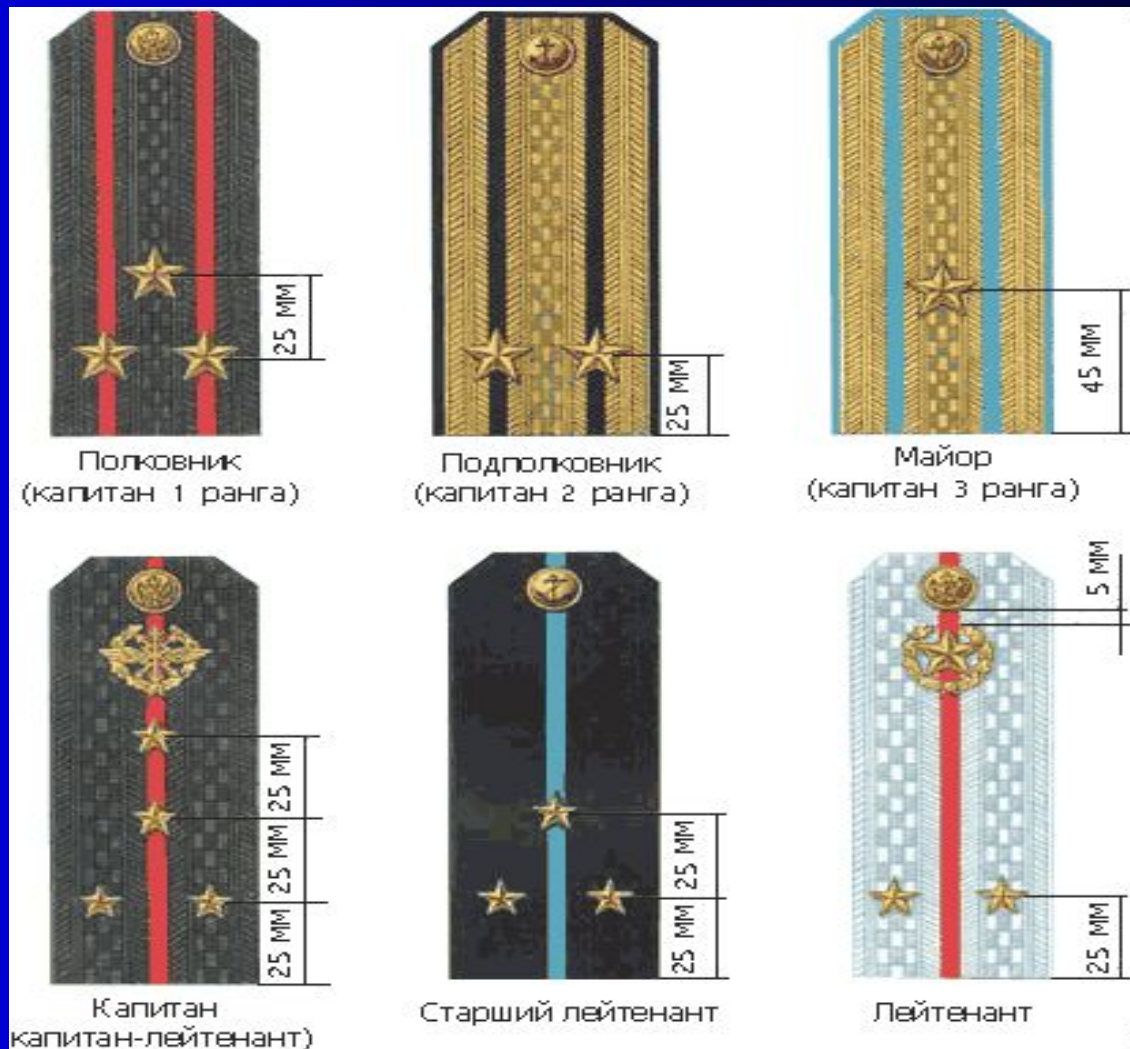 25 мм
25 мм
45 мм
Полковник
(капитан 1 ранга)
Подполковник
(капитан 2 ранга)
Майор
(капитан 3 ранга)
25 мм
25 мм
25 мм
25 мм
25 мм
5 мм
25 мм
Капитан
капитан-лейтенант)
Старший лейтенант
Лейтенант